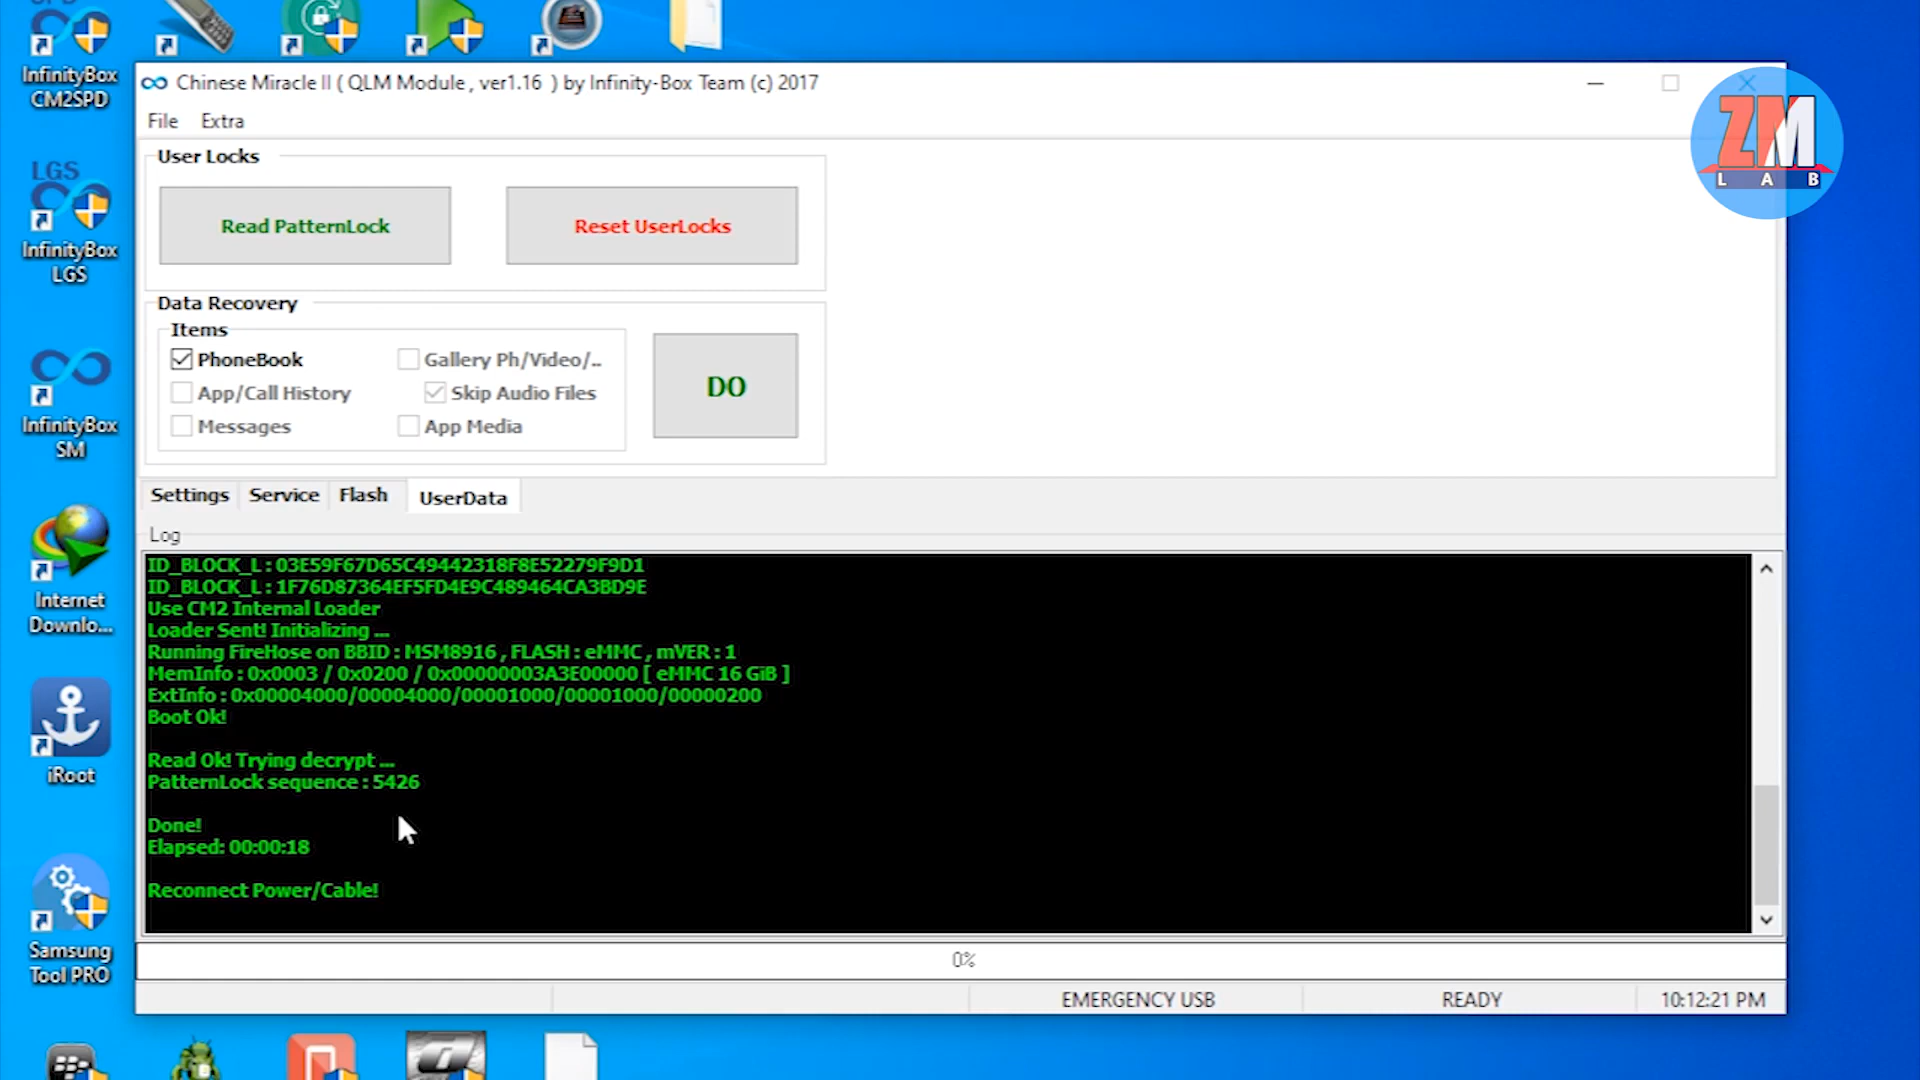 InfinityBox
CM2SPD
LGS
InfinityBox
LGS
InfinityBox
SM
Internet
Downlo...
iRoot
Samsung
Tool PRO
Chinese Miracle II ( QLM Module , ver1.16 ) by Infinity-Box Team (c) 2017
ZM
LAB
File Extra
User Locks
Read PatternLock Reset UserLocks
Data Recovery
Items
PhoneBook Gallery Ph/Video/..
App/Call History Skip Audio Files
Messages App Media
DO
Settings Service Flash UserData
Log
ID_BLOCK_L : 03E59F67D65C49442318F8E52279F9D1
ID_BLOCK_L : 1F76D87364EF5FD4E9C489464CA3BD9E
Use CM2 Internal Loader
Loader Sent! Initializing ...
Running FireHose on BBID : MSM8916 , FLASH : eMMC , mVER : 1
MemInfo : 0x0003 / 0x0200 / 0x00000003A3E00000 [ eMMC 16 GiB ]
ExtInfo : 0x00004000/00004000/00001000/00001000/00000200
Boot Ok!
Read Ok! Trying decrypt ...
PatternLock sequence : 5426
Done!
Elapsed: 00:00:18
Reconnect Power/Cable!
0%
EMERGENCY USB READY 10:12:21 PM